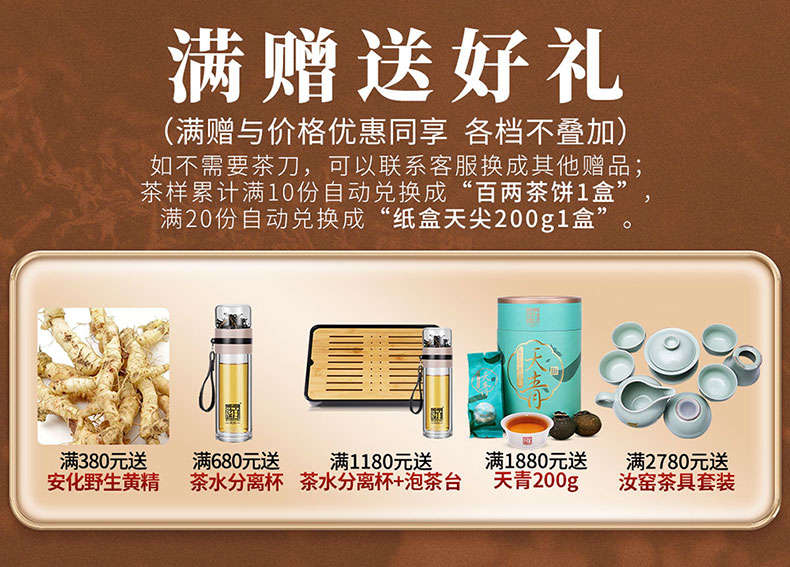 满赠送好礼
（满赠与价格优惠同享 各档不叠加）
如不需要茶刀，可以联系客服换成其他赠品；
茶样累计满10份自动兑换成“百两茶饼1盒”，
满20份自动兑换成“纸盒天尖200g1盒”。
天青
满380元送
安化野生黄精
满680元送
茶水分离杯
满1180元送
茶水分离杯+泡茶台
满1880元送
天青200g
满2780元送
汝窑茶具套装